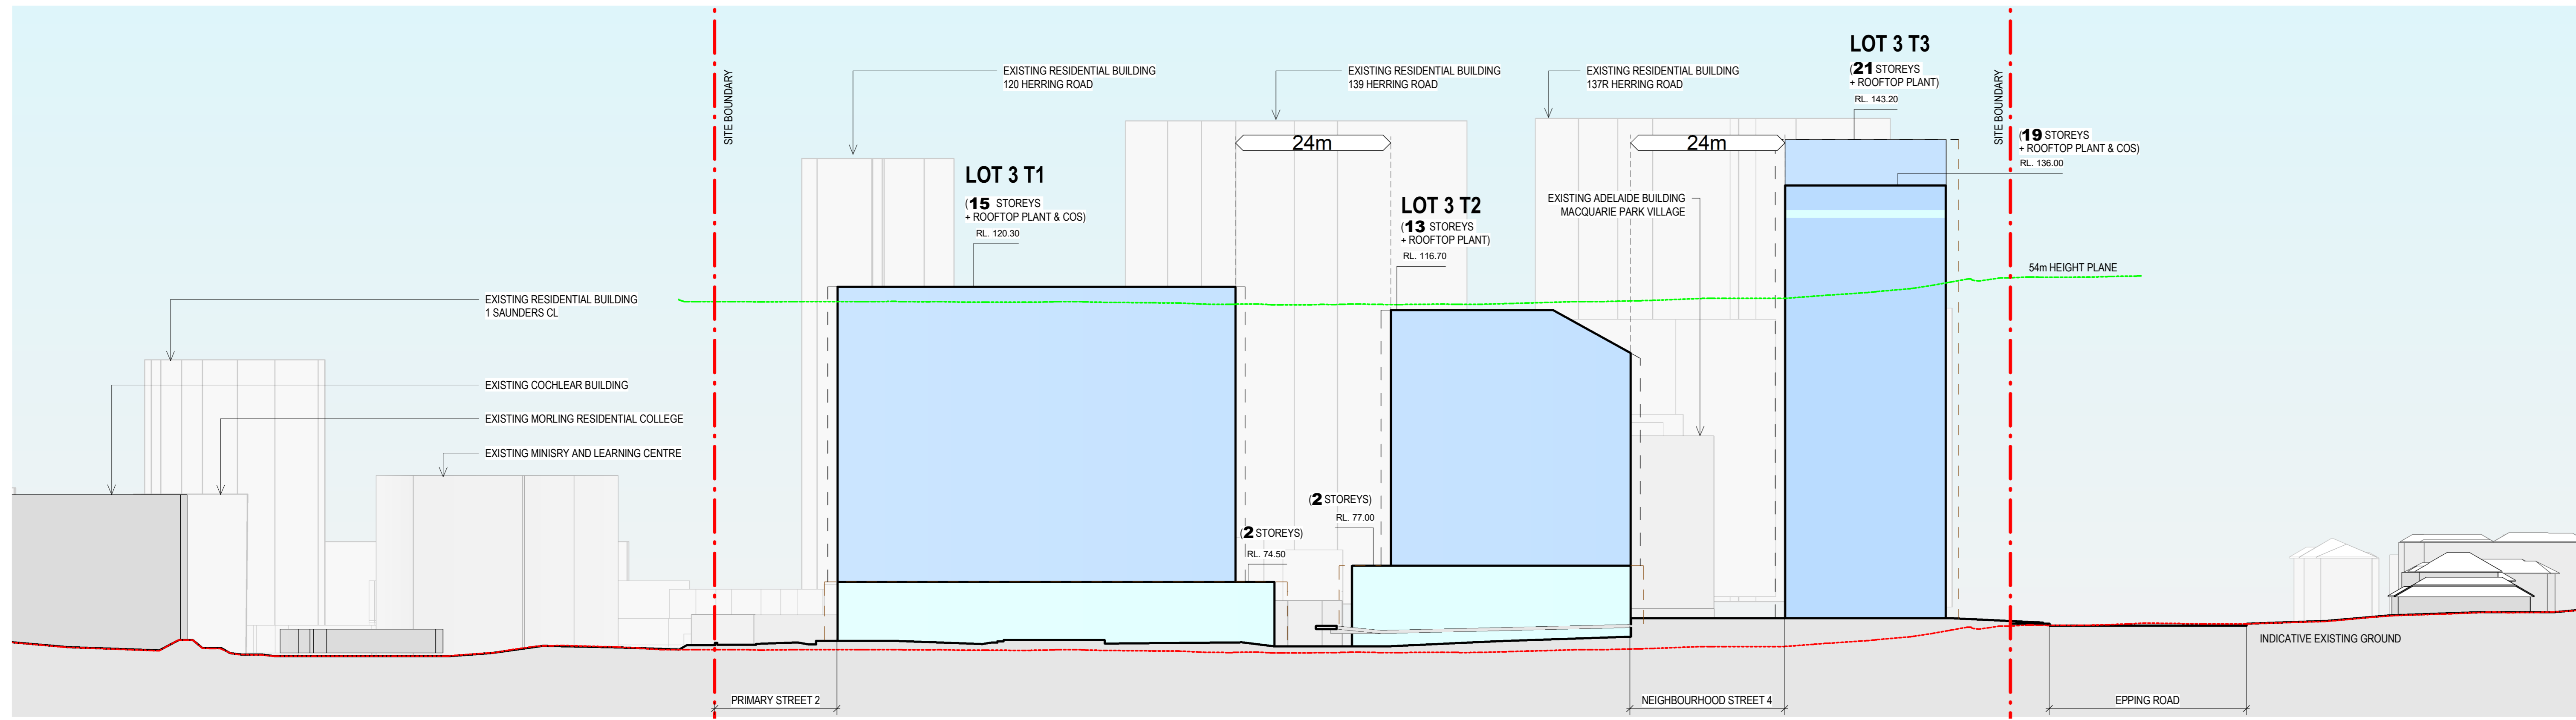 LOT 3 T3
(21 STOREYS
+ ROOFTOP PLANT)
RL. 143.20
EXISTING RESIDENTIAL BUILDING
120 HERRING ROAD
EXISTING RESIDENTIAL BUILDING
139 HERRING ROAD
EXISTING RESIDENTIAL BUILDING
137R HERRING ROAD
SITE BOUNDARY
SITE BOUNDARY
(19 STOREYS
+ ROOFTOP PLANT & COS)
RL. 136.00
24m
24m
LOT 3 T1
(15 STOREYS
+ ROOFTOP PLANT & COS)
RL. 120.30
LOT 3 T2
(13 STOREYS
+ ROOFTOP PLANT)
RL. 116.70
EXISTING ADELAIDE BUILDING
MACQUARIE PARK VILLAGE
54m HEIGHT PLANE
EXISTING RESIDENTIAL BUILDING
1 SAUNDERS CL
EXISTING COCHLEAR BUILDING
EXISTING MORLING RESIDENTIAL COLLEGE
EXISTING MINISRY AND LEARNING CENTRE
(2 STOREYS)
RL. 77.00
(2 STOREYS)
RL. 74.50
INDICATIVE EXISTING GROUND
PRIMARY STREET 2
NEIGHBOURHOOD STREET 4
EPPING ROAD